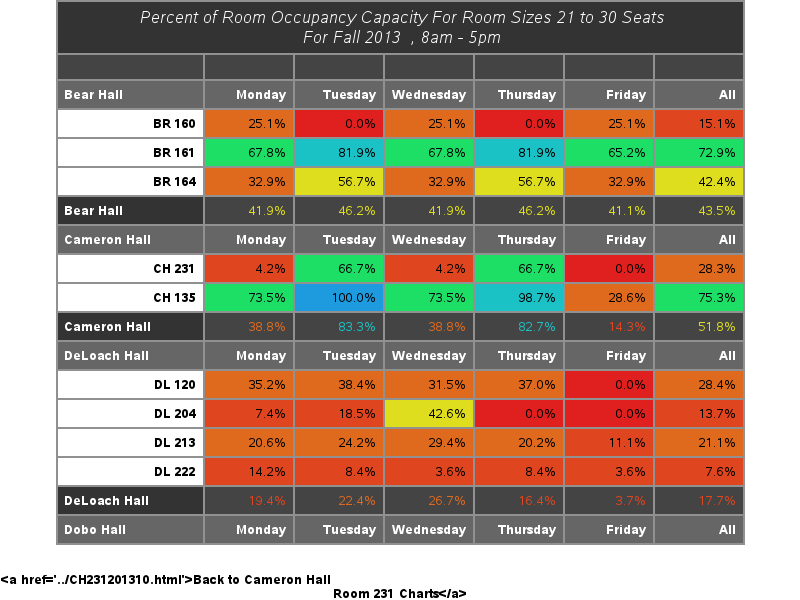 Percent of Room Occupancy Capacity For Room Sizes 21 to 30 Seats
For Fall 2013 , 8am - 5pm
Bear Hall Monday Tuesday Wednesday Thursday Friday All
BR 160 25.1% 0.0% 25.1% 0.0% 25.1% 15.1%
BR 161 67.8% 81.9% 67.8% 81.9% 65.2% 72.9%
BR 164 32.9% 56.7% 32.9% 56.7% 32.9% 42.4%
Bear Hall 41.9% 46.2% 41.9% 46.2% 41.1% 43.5%
Cameron Hall Monday Tuesday Wednesday Thursday Friday All
CH 231 4.2% 66.7% 4.2% 66.7% 0.0% 28.3%
CH 135 73.5% 100.0% 73.5% 98.7% 28.6% 75.3%
Cameron Hall 38.8% 83.3% 38.8% 82.7% 14.3% 51.8%
DeLoach Hall Monday Tuesday Wednesday Thursday Friday All
DL 120 35.2% 38.4% 31.5% 37.0% 0.0% 28.4%
DL 204 7.4% 18.5% 42.6% 0.0% 0.0% 13.7%
DL 213 20.6% 24.2% 29.4% 20.2% 11.1% 21.1%
DL 222 14.2% 8.4% 3.6% 8.4% 3.6% 7.6%
DeLoach Hall 19.4% 22.4% 26.7% 16.4% 3.7% 17.7%
Dobo Hall Monday Tuesday Wednesday Thursday Friday All
<a href='../CH231201310.html'>Back to Cameron Hall
Room 231 Charts</a>